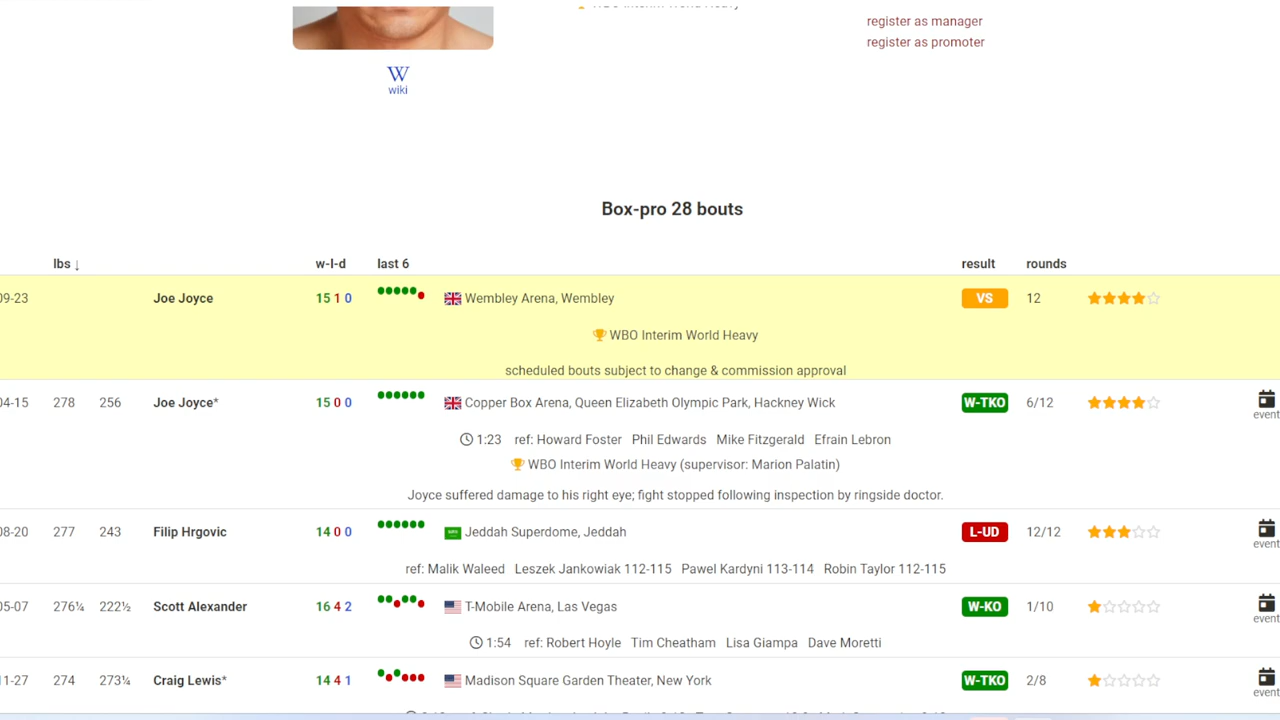 WBO Interim World Heavy
register as manager
register as promoter
W
wiki
Box-pro 28 bouts
lbs ↓ w-l-d last 6 result rounds
09-23 Joe Joyce 15 1 0 Wembley Arena, Wembley VS 12
WBO Interim World Heavy
scheduled bouts subject to change & commission approval
04-15 278 256 Joe Joyce* 15 0 0 Copper Box Arena, Queen Elizabeth Olympic Park, Hackney Wick W-TKO 6/12
event
1:23 ref: Howard Foster Phil Edwards Mike Fitzgerald Efrain Lebron
WBO Interim World Heavy (supervisor: Marion Palatin)
Joyce suffered damage to his right eye; fight stopped following inspection by ringside doctor.
08-20 277 243 Filip Hrgovic 14 0 0 Jeddah Superdome, Jeddah L-UD 12/12
event
ref: Malik Waleed Leszek Jankowiak 112-115 Pawel Kardyni 113-114 Robin Taylor 112-115
05-07 276¼ 222½ Scott Alexander 16 4 2 T-Mobile Arena, Las Vegas W-KO 1/10
event
1:54 ref: Robert Hoyle Tim Cheatham Lisa Giampa Dave Moretti
11-27 274 273¼ Craig Lewis* 14 4 1 Madison Square Garden Theater, New York W-TKO 2/8
event